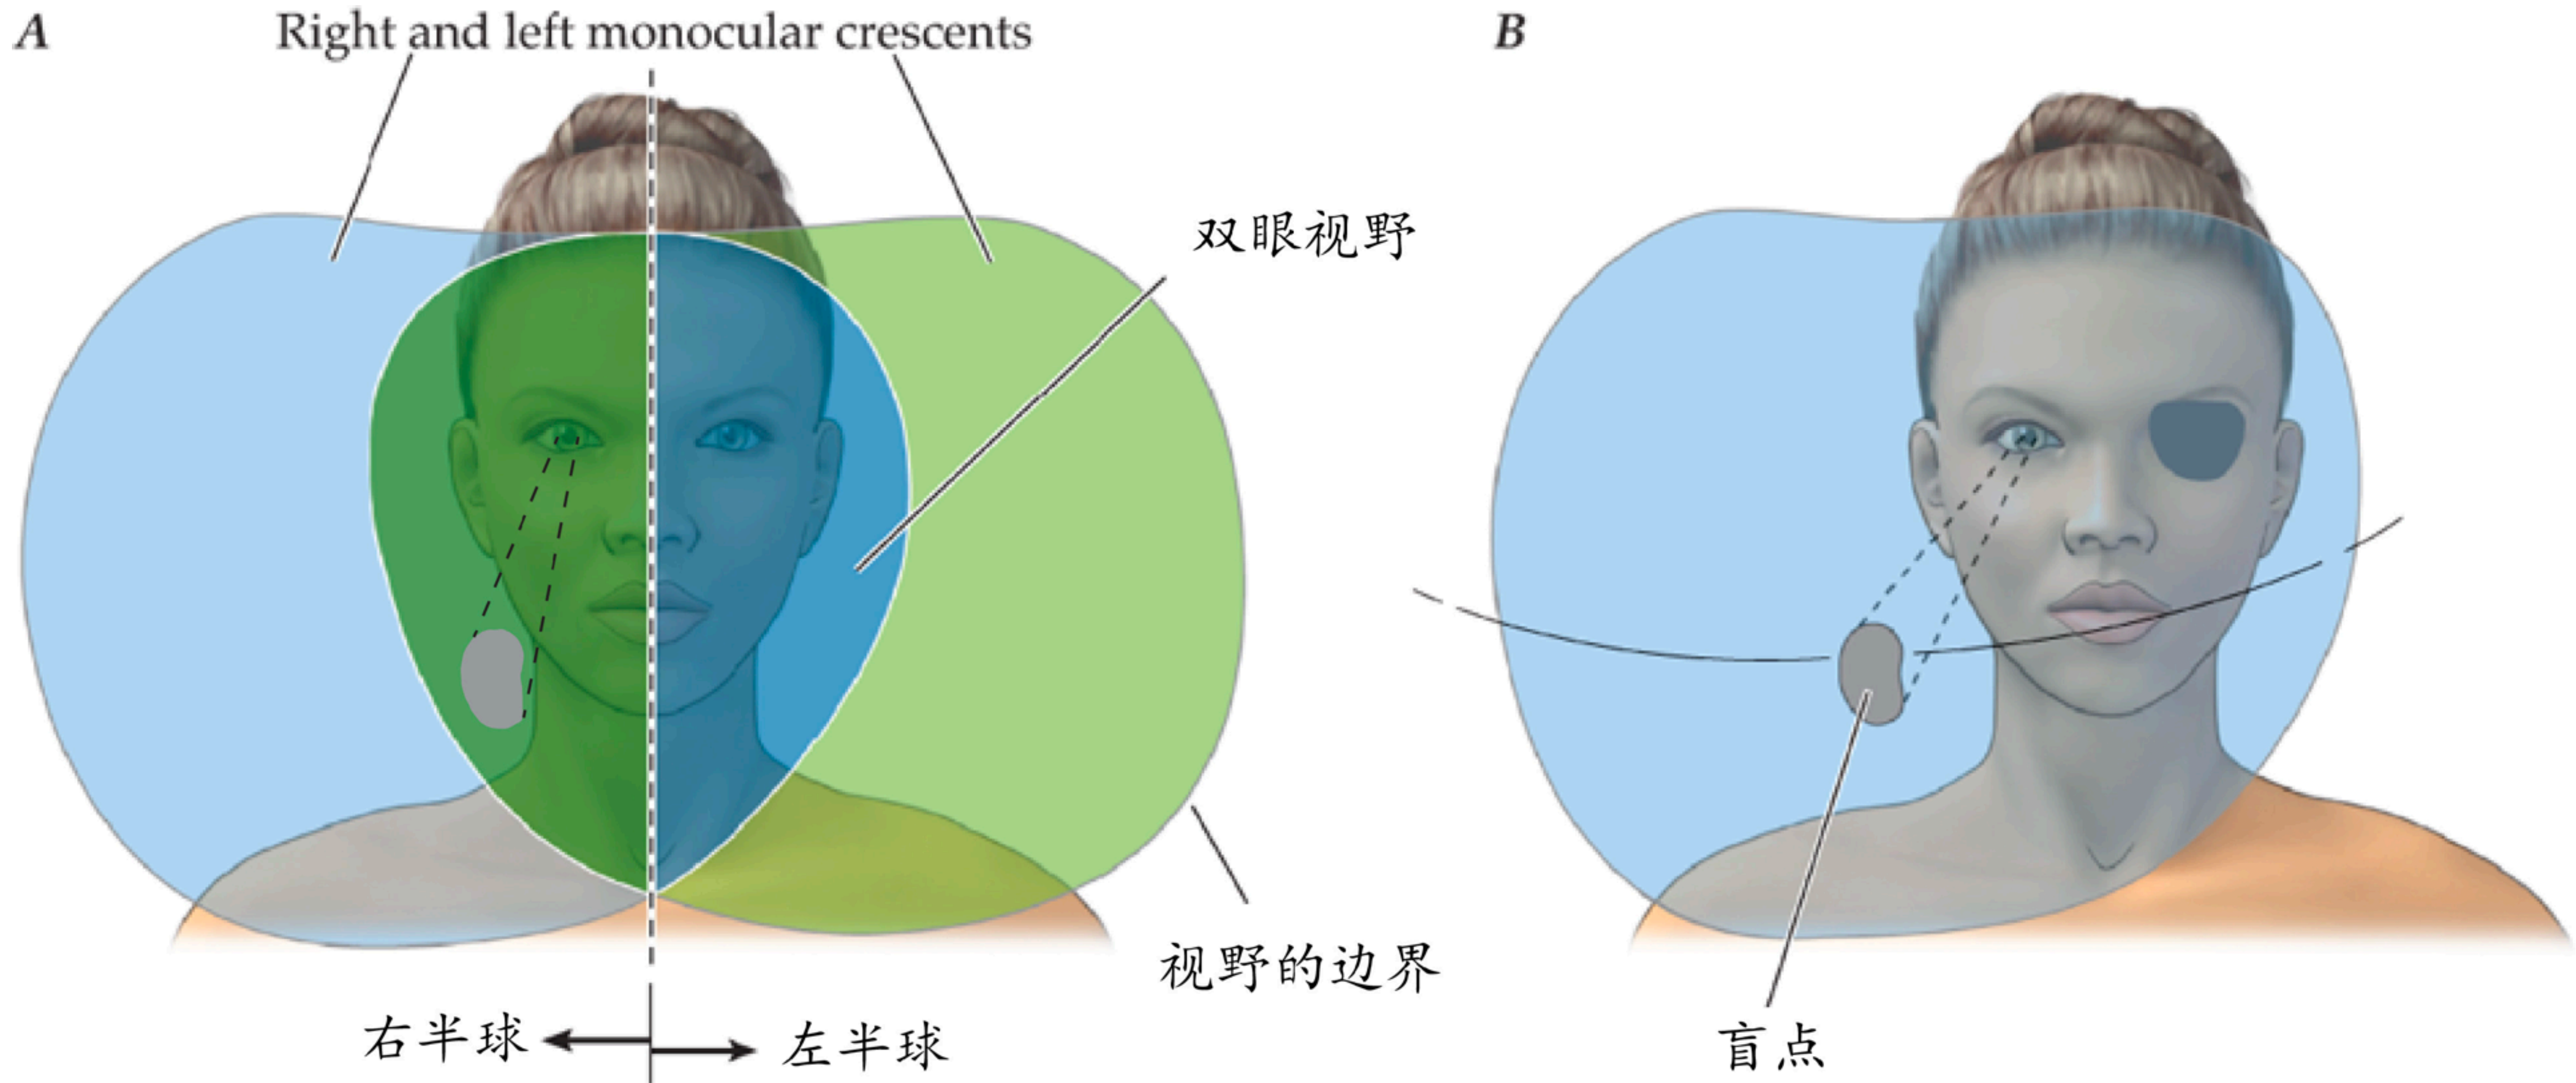 A
Right and left monocular crescents
B
双眼视野
视野的边界
右半球
左半球
盲点